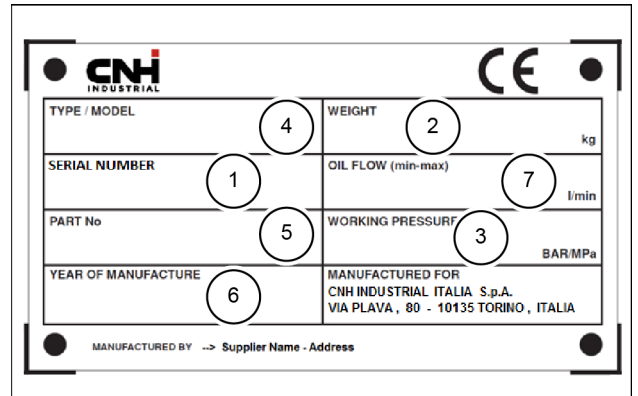 CNH
INDUSTRIAL
CE
TYPE / MODEL
4
WEIGHT
2
kg
SERIAL NUMBER
1
OIL FLOW (min-max)
7
l/min
PART No
5
WORKING PRESSURE
3
BAR/MPa
YEAR OF MANUFACTURE
6
MANUFACTURED FOR
CNH INDUSTRIAL ITALIA S.p.A.
VIA PLAVA , 80 - 10135 TORINO , ITALIA
MANUFACTURED BY --> Supplier Name - Address